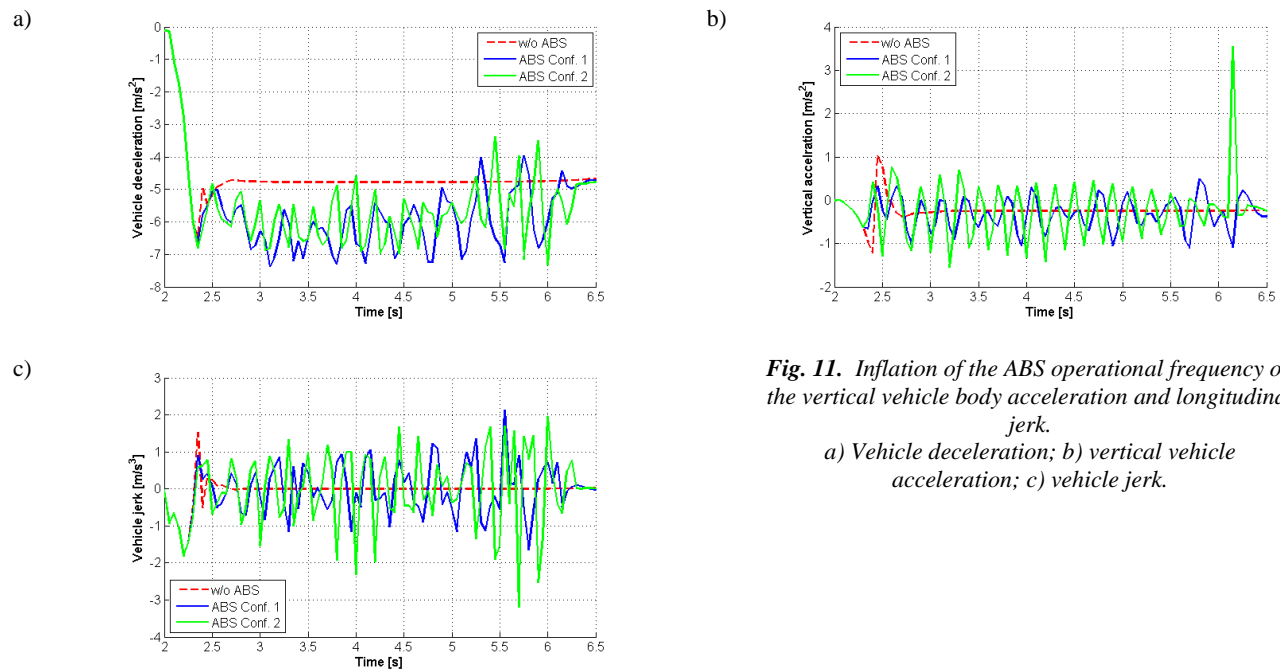 a)
0
-1
-2
-3
-4
-5
-6
-7
-8
Vehicle deceleration [m/s²]
w/o ABS
ABS Conf. 1
ABS Conf. 2
2 2.5 3 3.5 4 4.5 5 5.5 6 6.5
Time [s]
b)
4
3
2
1
0
-1
-2
Vertical accelration [m/s²]
w/o ABS
ABS Conf. 1
ABS Conf. 2
2 2.5 3 3.5 4 4.5 5 5.5 6 6.5
Time [s]
c)
3
2
1
0
-1
-2
-3
-4
Vehicle jerk [m/s³]
w/o ABS
ABS Conf. 1
ABS Conf. 2
2 2.5 3 3.5 4 4.5 5 5.5 6 6.5
Time [s]
Fig. 11. Inflation of the ABS operational frequency
the vertical vehicle body acceleration and
jerk.
a) Vehicle deceleration; b) vertical vehicle
acceleration; c) vehicle jerk.